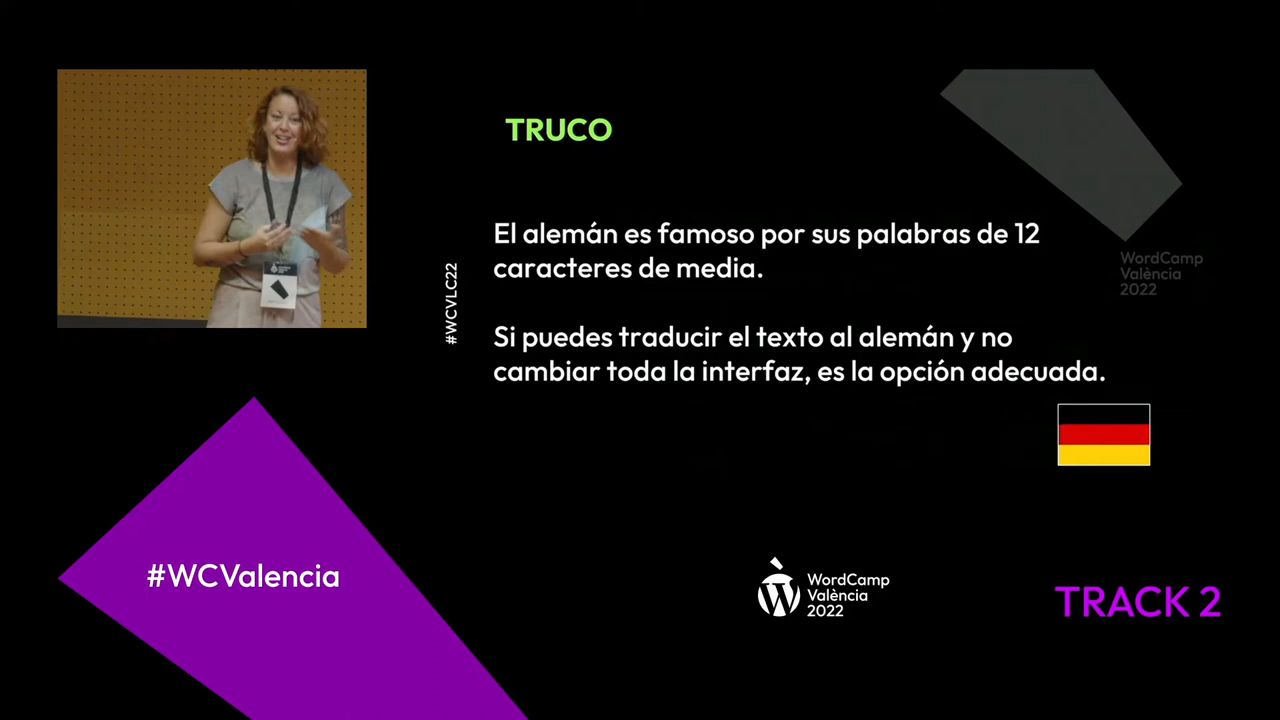 TRUCO
El alemán es famoso por sus palabras de 12
caracteres de media.
Si puedes traducir el texto al alemán y no
cambiar toda la interfaz, es la opción adecuada.
#WCVLC22
WordCamp
València
2022
#WCValencia
WordCamp
València
2022
TRACK 2